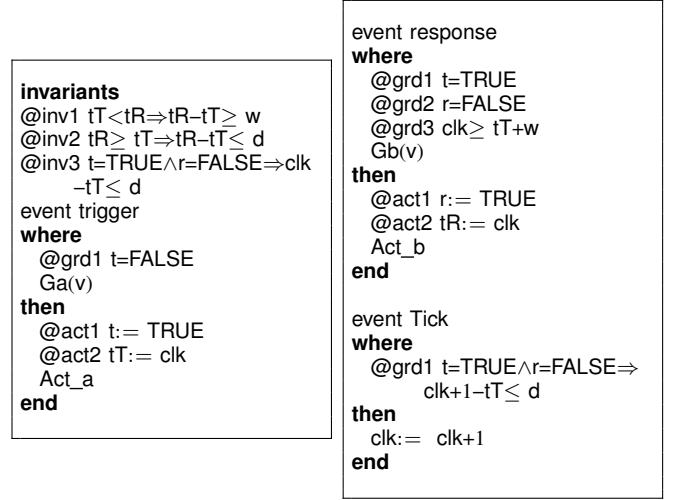 invariants
@inv1 tT<tR⇒tR–tT≥ w
@inv2 tR≥ tT⇒tR–tT≤ d
@inv3 t=TRUE∧r=FALSE⇒clk
–tT≤ d
event trigger
where
@grd1 t=FALSE
Ga(v)
then
@act1 t:= TRUE
@act2 tT:= clk
Act_a
end
event response
where
@grd1 t=TRUE
@grd2 r=FALSE
@grd3 clk≥ tT+w
Gb(v)
then
@act1 r:= TRUE
@act2 tR:= clk
Act_b
end
event Tick
where
@grd1 t=TRUE∧r=FALSE⇒
clk+1–tT≤ d
then
clk:= clk+1
end